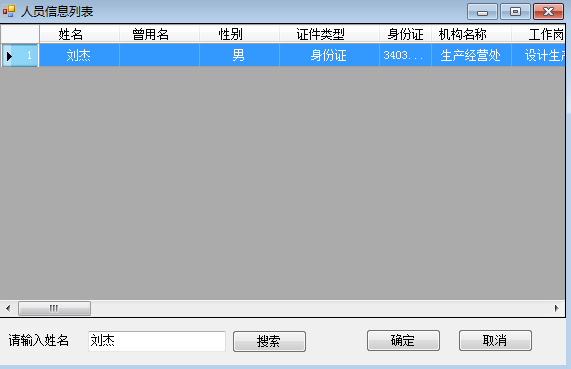 人员信息列表
姓名 曾用名 性别 证件类型 身份证 机构名称 工作岗
1 刘杰 男 身份证 3403... 生产经营处 设计生产
请输入姓名 刘杰 搜索 确定 取消